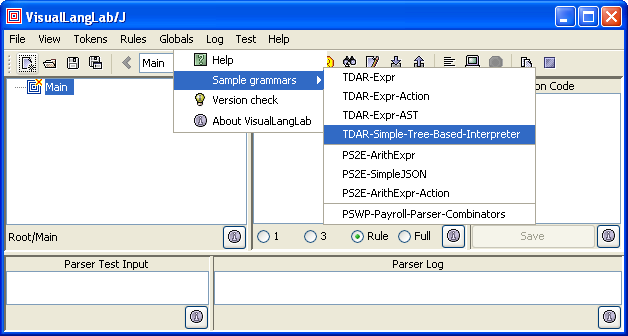 VisualLangLab/J
File View Tokens Rules Globals Log Test Help
Main
Help
Sample grammars
Version check
About VisualLangLab
TDAR-Expr
TDAR-Expr-Action
TDAR-Expr-AST
TDAR-Simple-Tree-Based-Interpreter
PS2E-ArithExpr
PS2E-SimpleJSON
PS2E-ArithExpr-Action
PSWP-Payroll-Parser-Combinators
Main
on Code
Root/Main
1 3 Rule Full
Save
Parser Test Input
Parser Log